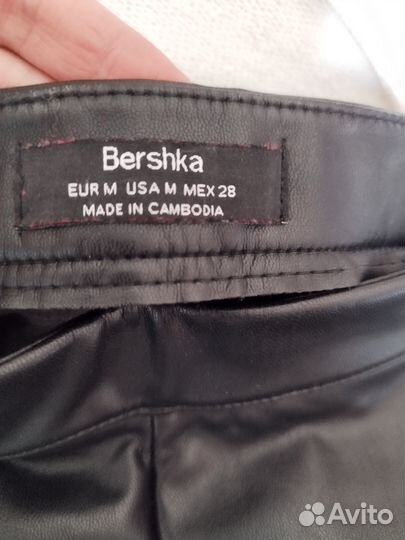 Bershka
EUR M USA M MEX 28
MADE IN CAMBODIA
Avito